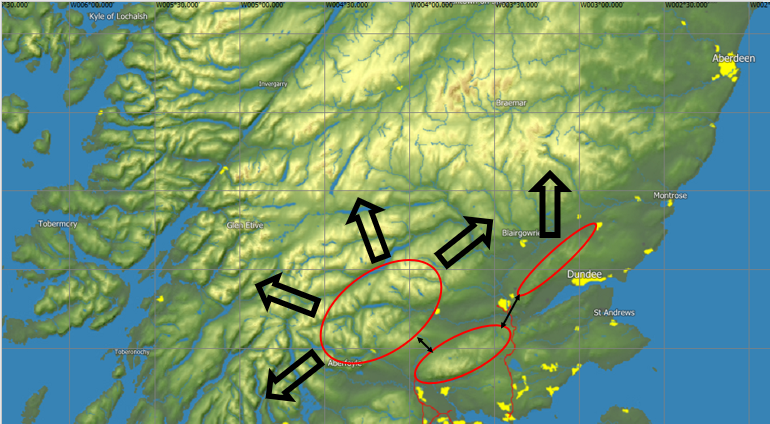 W006°00.000 W005°30.000 W005°00.000 W004°30.000 W004°00.000 W003°30.000 W003°00.000 W002°30.000
Kyle of Lochalsh
Aberdeen
Invergarry
Braemar
Montrose
Tobermory
Glen Etive
Blairgowrie
Dundee
St Andrews
Toberonochy
Aberfoyle